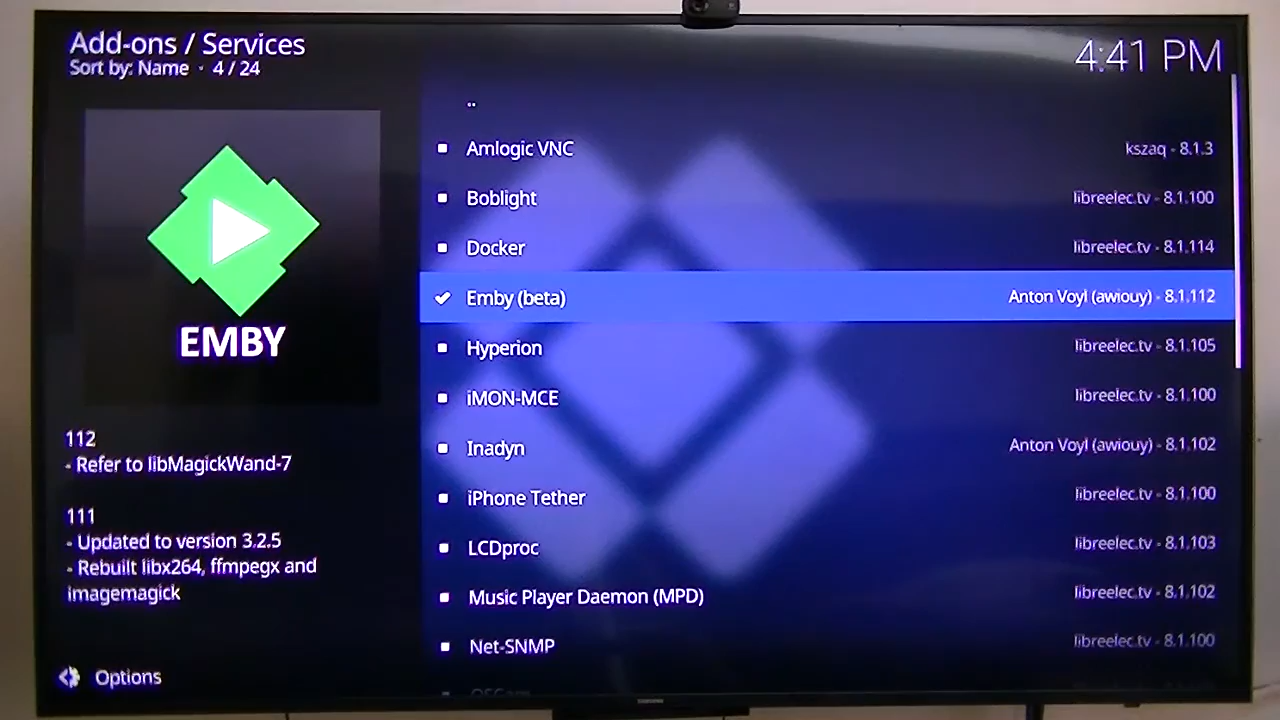 Add-ons / Services
Sort by: Name · 4 / 24
4:41 PM
..
Amlogic VNC kszaq - 8.1.3
Boblight libreelec.tv - 8.1.100
Docker libreelec.tv - 8.1.114
Emby (beta) Anton Voyl (awiouy) - 8.1.112
Hyperion libreelec.tv - 8.1.105
iMON-MCE libreelec.tv - 8.1.100
Inadyn Anton Voyl (awiouy) - 8.1.102
iPhone Tether libreelec.tv - 8.1.100
LCDproc libreelec.tv - 8.1.103
Music Player Daemon (MPD) libreelec.tv - 8.1.102
Net-SNMP libreelec.tv - 8.1.100
EMBY
112
- Refer to libMagickWand-7
111
- Updated to version 3.2.5
- Rebuilt libx264, ffmpegx and
imagemagick
Options
SAMSUNG